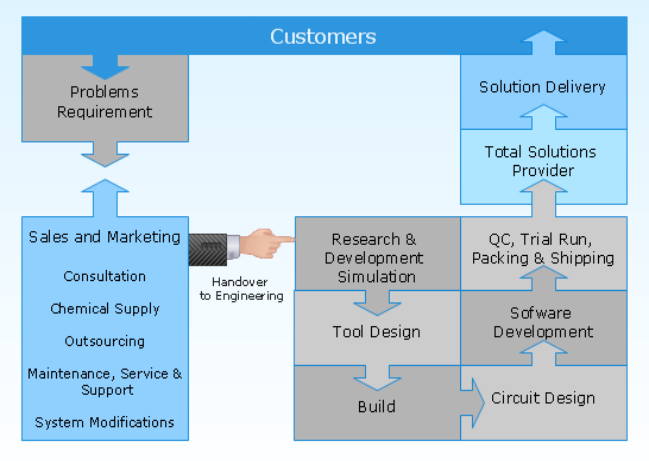 Customers
Problems
Requirement
Solution Delivery
Total Solutions
Provider
Sales and Marketing
Consultation
Chemical Supply
Outsourcing
Maintenance, Service &
Support
System Modifications
Handover
to Engineering
Research &
Development
Simulation
Tool Design
Build
QC, Trial Run,
Packing & Shipping
Sofware
Development
Circuit Design